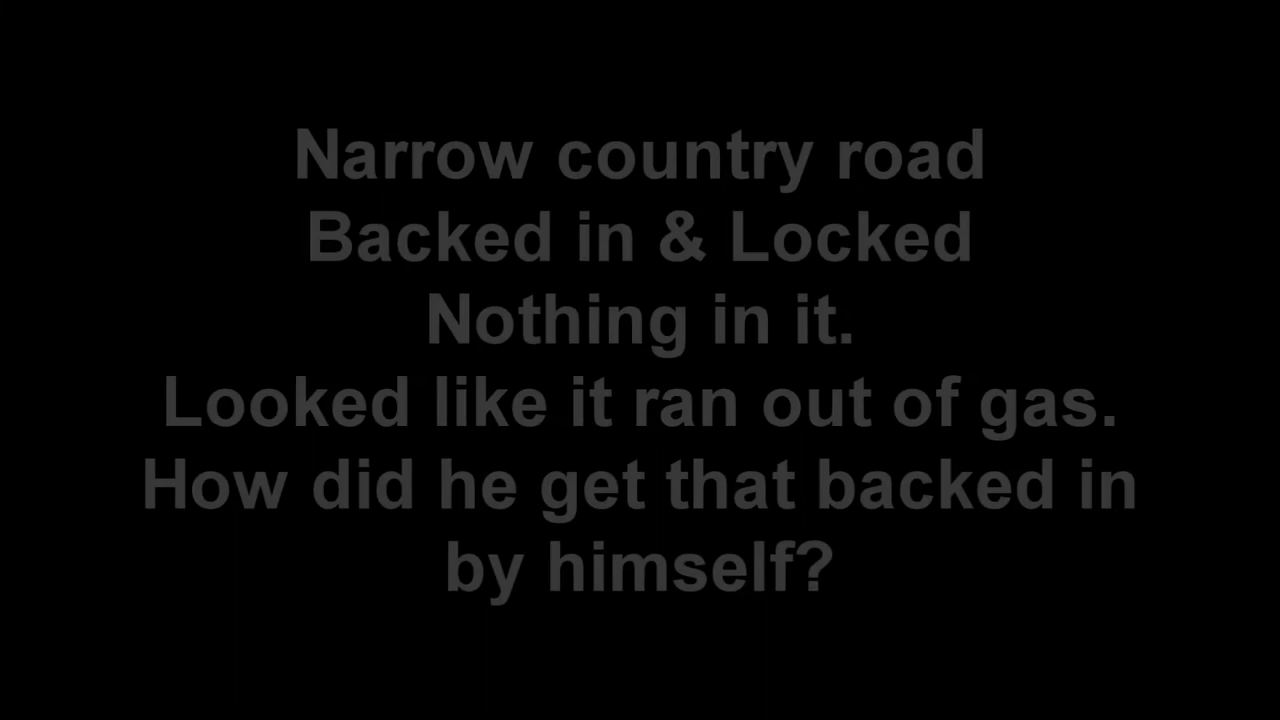 Narrow country road
Backed in & Locked
Nothing in it.
Looked like it ran out of gas.
How did he get that backed in
by himself?